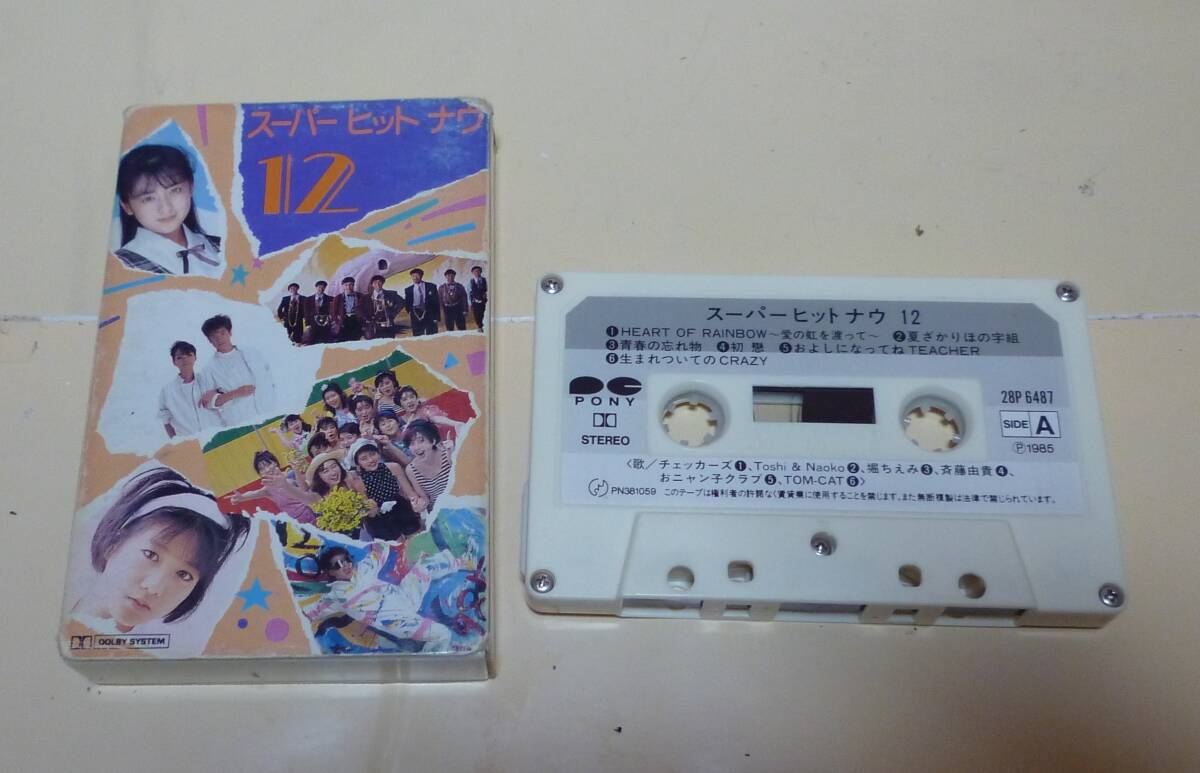 スーパー ヒット ナウ
12
DOLBY SYSTEM
スーパーヒットナウ 12
❶HEART OF RAINBOW〜愛の虹を渡って〜 ❷夏ざかりほの字組
❸青春の忘れ物 ❹初戀 ❺およしになってねTEACHER
❻生まれついてのCRAZY
PONY
STEREO
28P 6487
SIDE A
Ⓟ1985
〈歌／チェッカーズ❶、Toshi & Naoko❷、堀ちえみ❸、斉藤由貴❹、
おニャン子クラブ❺、TOM-CAT❻〉
PN381059 このテープは権利者の許諾なく賃貸業に使用することを禁じます。また無断複製は法律で禁じられています。